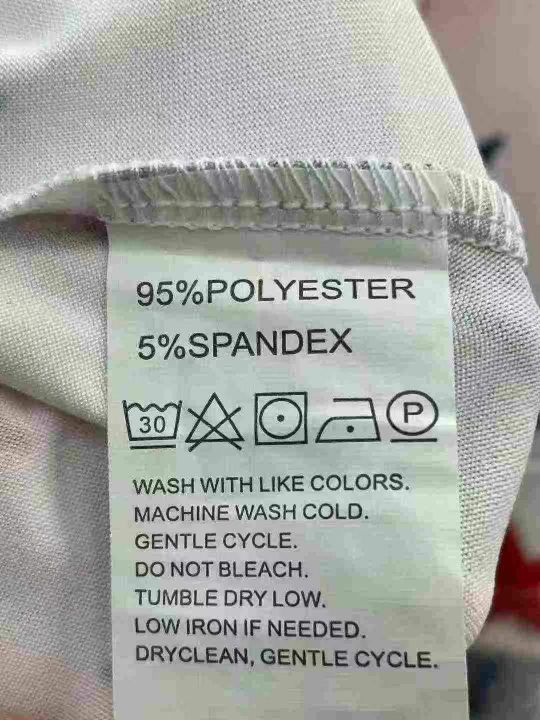 95%POLYESTER
5%SPANDEX
30 P
WASH WITH LIKE COLORS.
MACHINE WASH COLD.
GENTLE CYCLE.
DO NOT BLEACH.
TUMBLE DRY LOW.
LOW IRON IF NEEDED.
DRYCLEAN, GENTLE CYCLE.